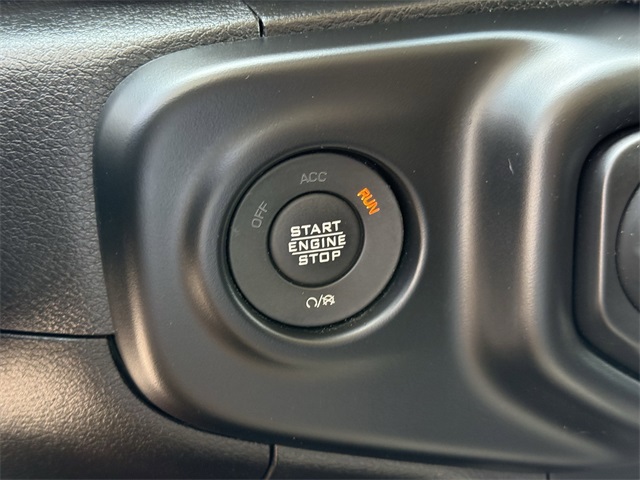 OFF ACC RUN
START
ENGINE
STOP